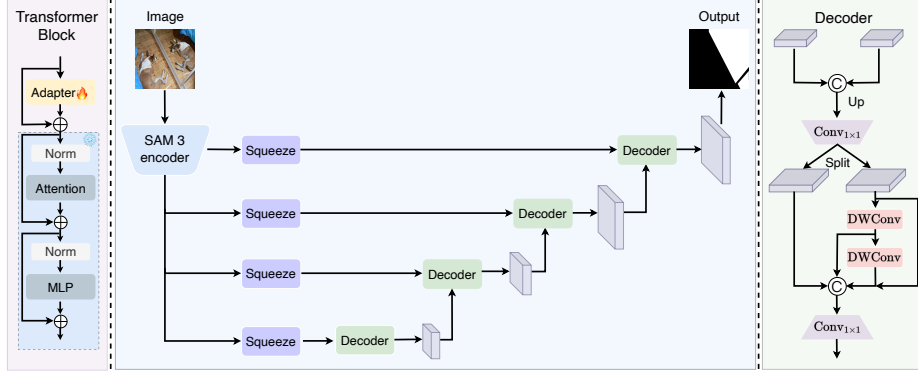 Transformer
Block
Adapter🔥
Norm
Attention
Norm
MLP
Image
Output
SAM 3
encoder
Squeeze
Decoder
Squeeze
Decoder
Squeeze
Decoder
Squeeze
Decoder
Decoder
C
Up
Conv1×1
Split
DWConv
DWConv
C
Conv1×1